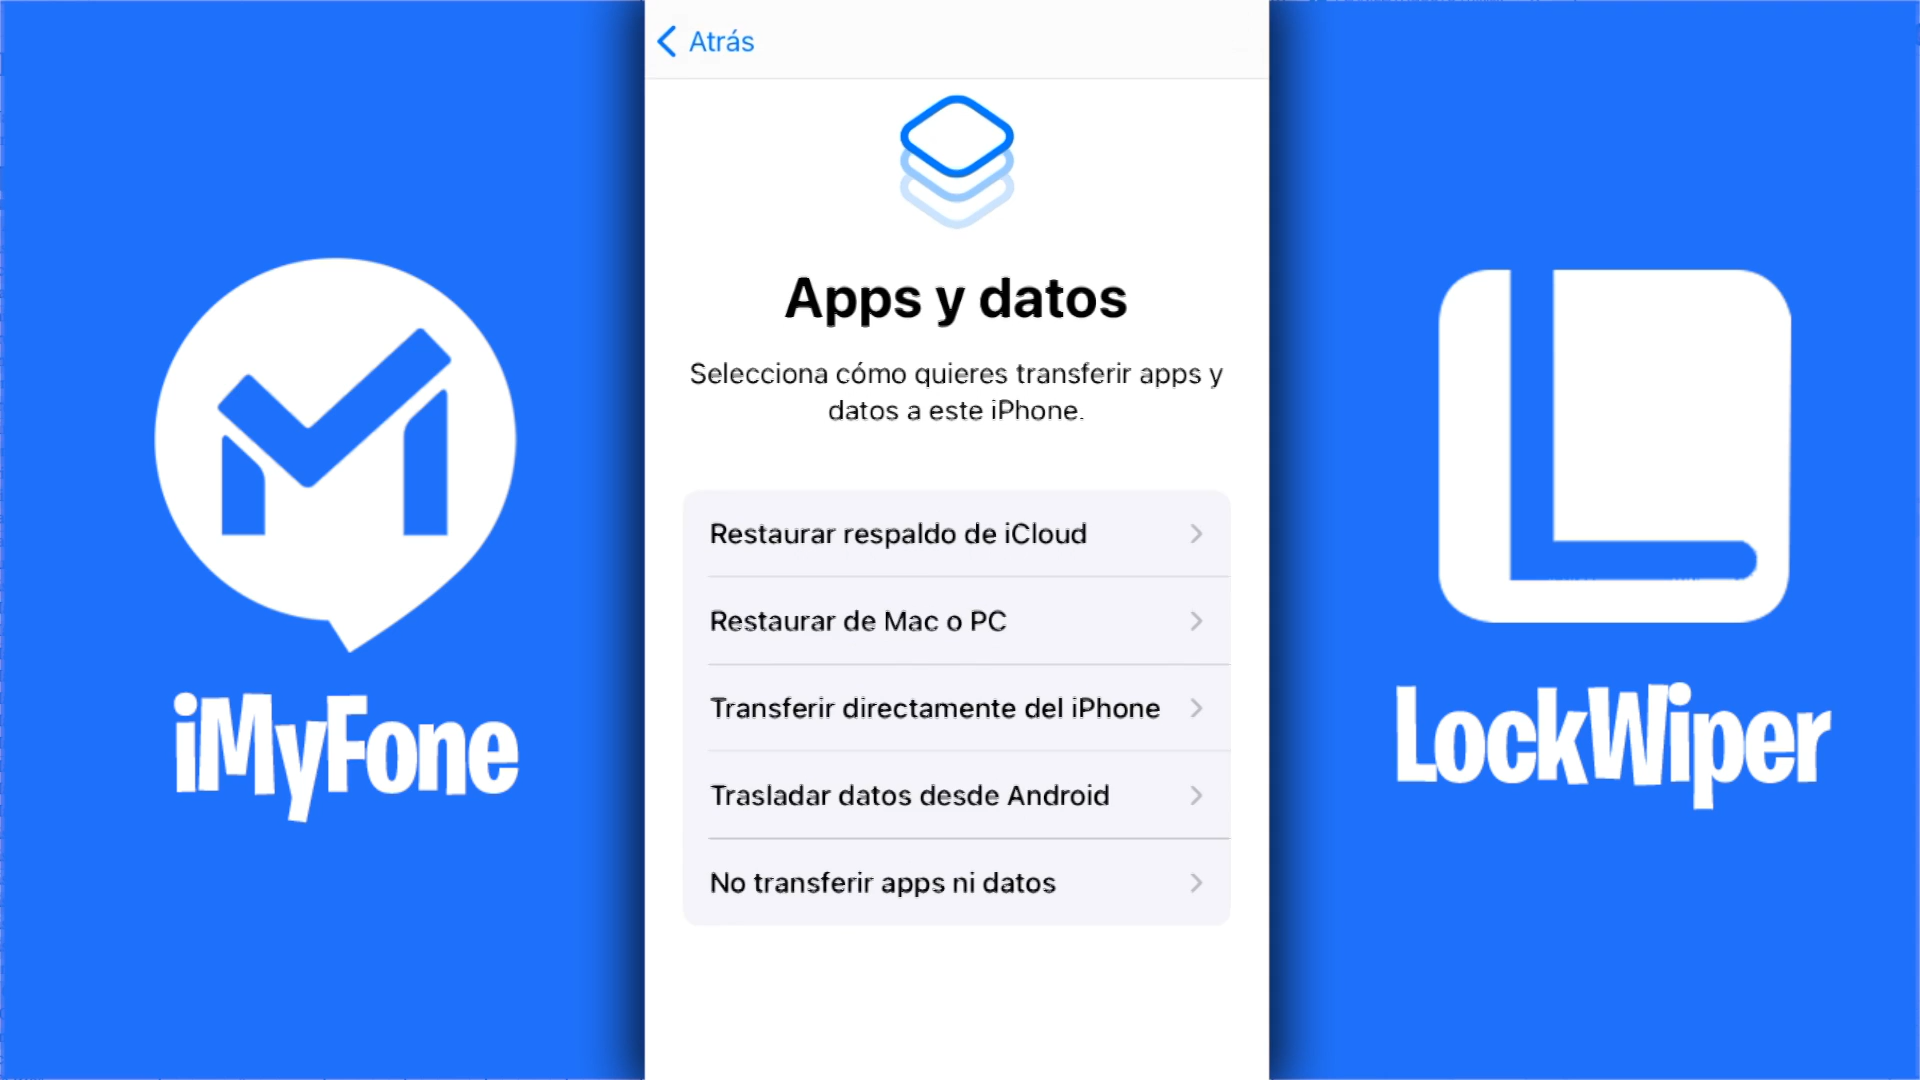 Atrás
Apps y datos
Selecciona cómo quieres transferir apps y
datos a este iPhone.
Restaurar respaldo de iCloud
Restaurar de Mac o PC
Transferir directamente del iPhone
Trasladar datos desde Android
No transferir apps ni datos
iMyFone
LockWiper